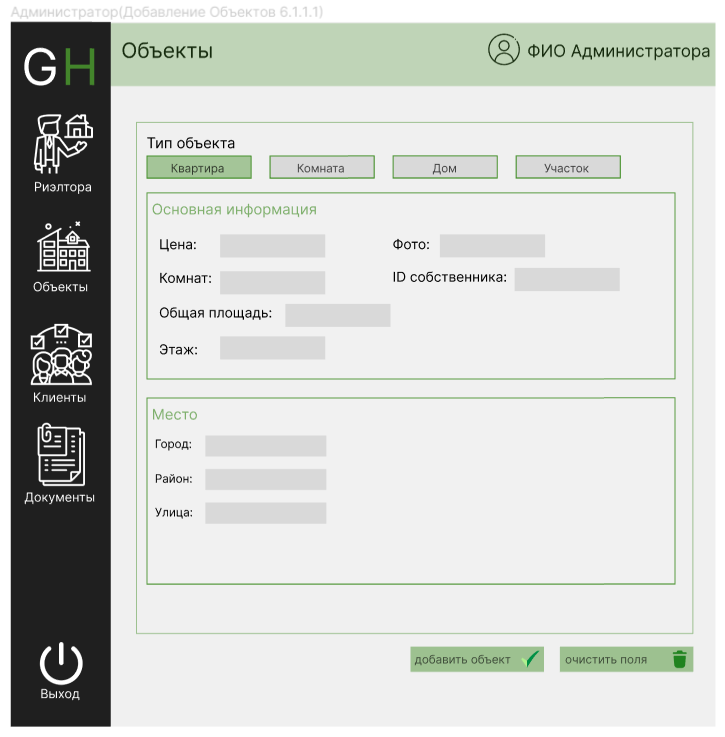 Администратор(Добавление Объектов 6.1.1.1)
GH
Объекты
ФИО Администратора
Риэлтора
Объекты
Клиенты
Документы
Выход
Тип объекта
Квартира Комната Дом Участок
Основная информация
Цена: Фото:
Комнат: ID собственника:
Общая площадь:
Этаж:
Место
Город:
Район:
Улица:
добавить объект очистить поля